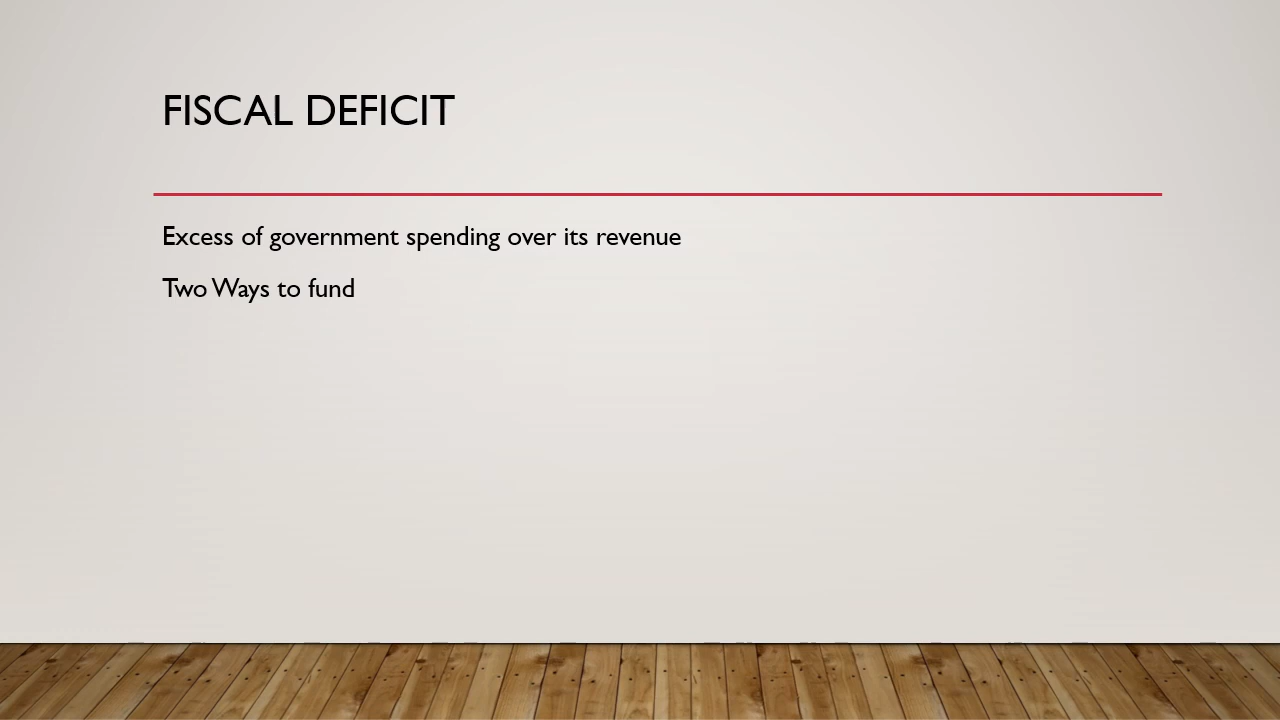 FISCAL DEFICIT
Excess of government spending over its revenue
Two Ways to fund